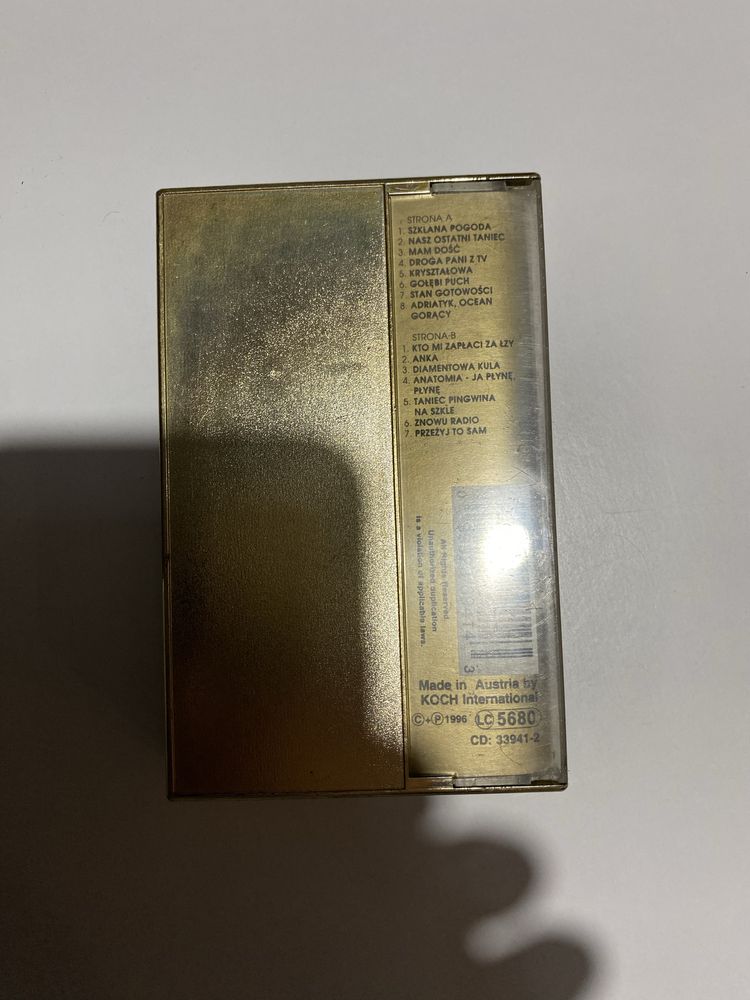 STRONA-A
1. SZKLANA POGODA
2. NASZ OSTATNI TANIEC
3. MAM DOŚĆ
4. DROGA PANI Z TV
5. KRYSZTAŁOWA
6. GOŁĘBI PUCH
7. STAN GOTOWOŚCI
8. ADRIATYK, OCEAN
GORĄCY
STRONA-B
1. KTO MI ZAPŁACI ZA ŁZY
2. ANKA
3. DIAMENTOWA KULA
4. ANATOMIA - JA PŁYNĘ,
PŁYNĘ
5. TANIEC PINGWINA
NA SZKLE
6. ZNOWU RADIO
7. PRZEŻYJ TO SAM
All Rights Reserved.
Unauthorized duplication
is a violation of applicable laws.
3
Made in Austria by
KOCH International
©+℗ 1996 LC 5680
CD: 33941-2